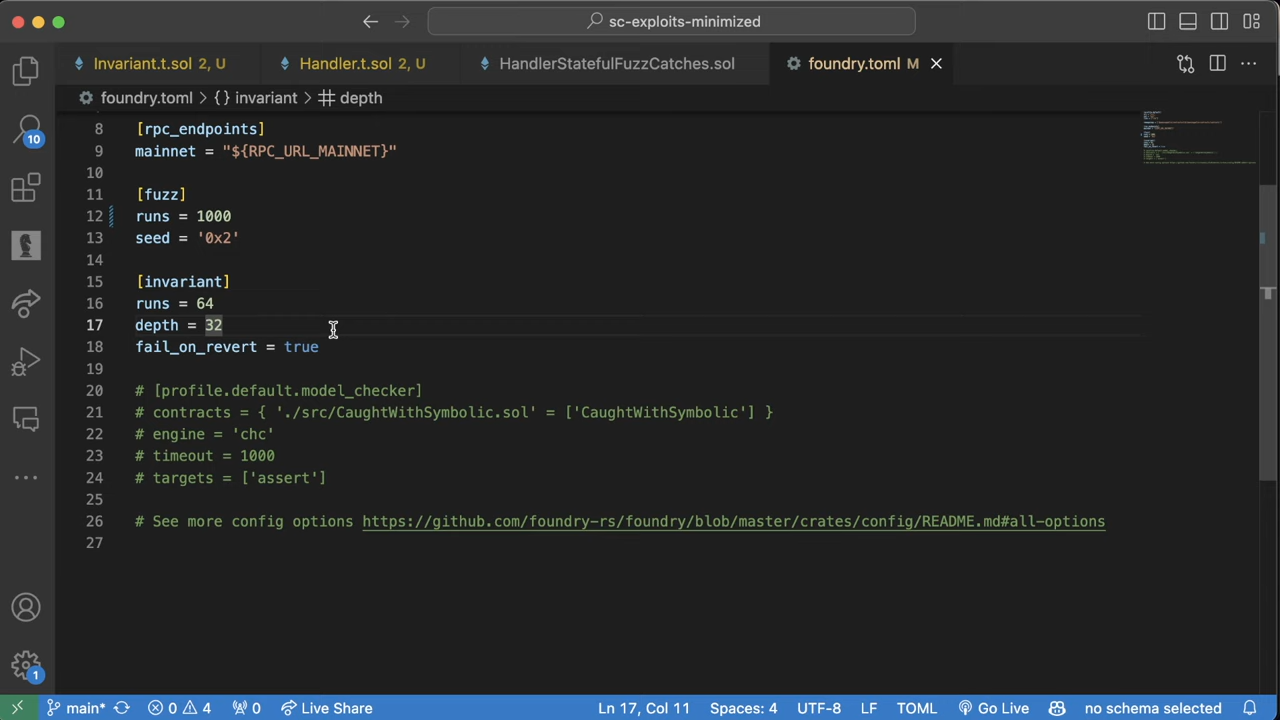 sc-exploits-minimized
Invariant.t.sol 2, U
Handler.t.sol 2, U
HandlerStatefulFuzzCatches.sol
foundry.toml M
foundry.toml > {} invariant > depth
8 [rpc_endpoints]
9 mainnet = "${RPC_URL_MAINNET}"
10
11 [fuzz]
12 runs = 1000
13 seed = '0x2'
14
15 [invariant]
16 runs = 64
17 depth = 32
18 fail_on_revert = true
19
20 # [profile.default.model_checker]
21 # contracts = { './src/CaughtWithSymbolic.sol' = ['CaughtWithSymbolic'] }
22 # engine = 'chc'
23 # timeout = 1000
24 # targets = ['assert']
25
26 # See more config options https://github.com/foundry-rs/foundry/blob/master/crates/config/README.md#all-options
27
10
1
main* 0 4 0 Live Share Ln 17, Col 11 Spaces: 4 UTF-8 LF TOML Go Live no schema selected